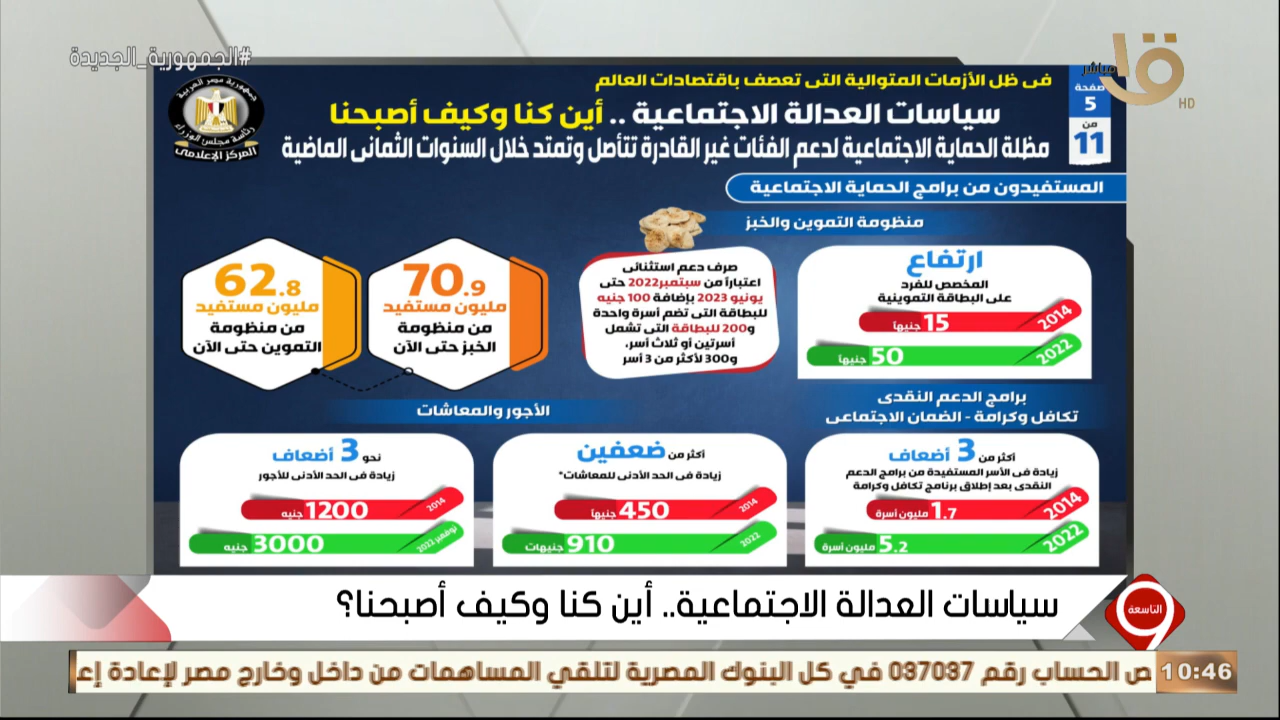 #الجمهورية_الجديدة
مباشر
HD
جمهورية مصر العربية
رئاسة مجلس الوزراء
المركز الإعلامى
صفحة
5
من
11
فى ظل الأزمات المتوالية التى تعصف باقتصادات العالم
سياسات العدالة الاجتماعية .. أين كنا وكيف أصبحنا
مظلة الحماية الاجتماعية لدعم الفئات غير القادرة تتأصل وتمتد خلال السنوات الثمانى الماضية
المستفيدون من برامج الحماية الاجتماعية
منظومة التموين والخبز
ارتفاع
المخصص للفرد
على البطاقة التموينية
2014
15 جنيهاً
2022
50 جنيهاً
صرف دعم استثنائى
اعتباراً من سبتمبر2022 حتى
يونيو 2023 بإضافة 100 جنيه
للبطاقة التى تضم أسرة واحدة
و200 للبطاقة التى تشمل
أسرتين أو ثلاث أسر،
و300 لأكثر من 3 أسر
70.9
مليون مستفيد
من منظومة
الخبز حتى الآن
62.8
مليون مستفيد
من منظومة
التموين حتى الآن
برامج الدعم النقدى
تكافل وكرامة - الضمان الاجتماعى
أكثر من 3 أضعاف
زيادة فى الأسر المستفيدة من برامج الدعم
النقدى بعد إطلاق برنامج تكافل وكرامة
2014
1.7 مليون أسرة
2022
5.2 مليون أسرة
الأجور والمعاشات
أكثر من ضعفين
زيادة فى الحد الأدنى للمعاشات*
2014
450 جنيهاً
2022
910 جنيهات
نحو 3 أضعاف
زيادة فى الحد الأدنى للأجور
2014
1200 جنيه
نوفمبر 2022
3000 جنيه
التاسعة
سياسات العدالة الاجتماعية.. أين كنا وكيف أصبحنا؟
10:46
ص الحساب رقم 037037 في كل البنوك المصرية لتلقي المساهمات من داخل وخارج مصر لإعادة إع